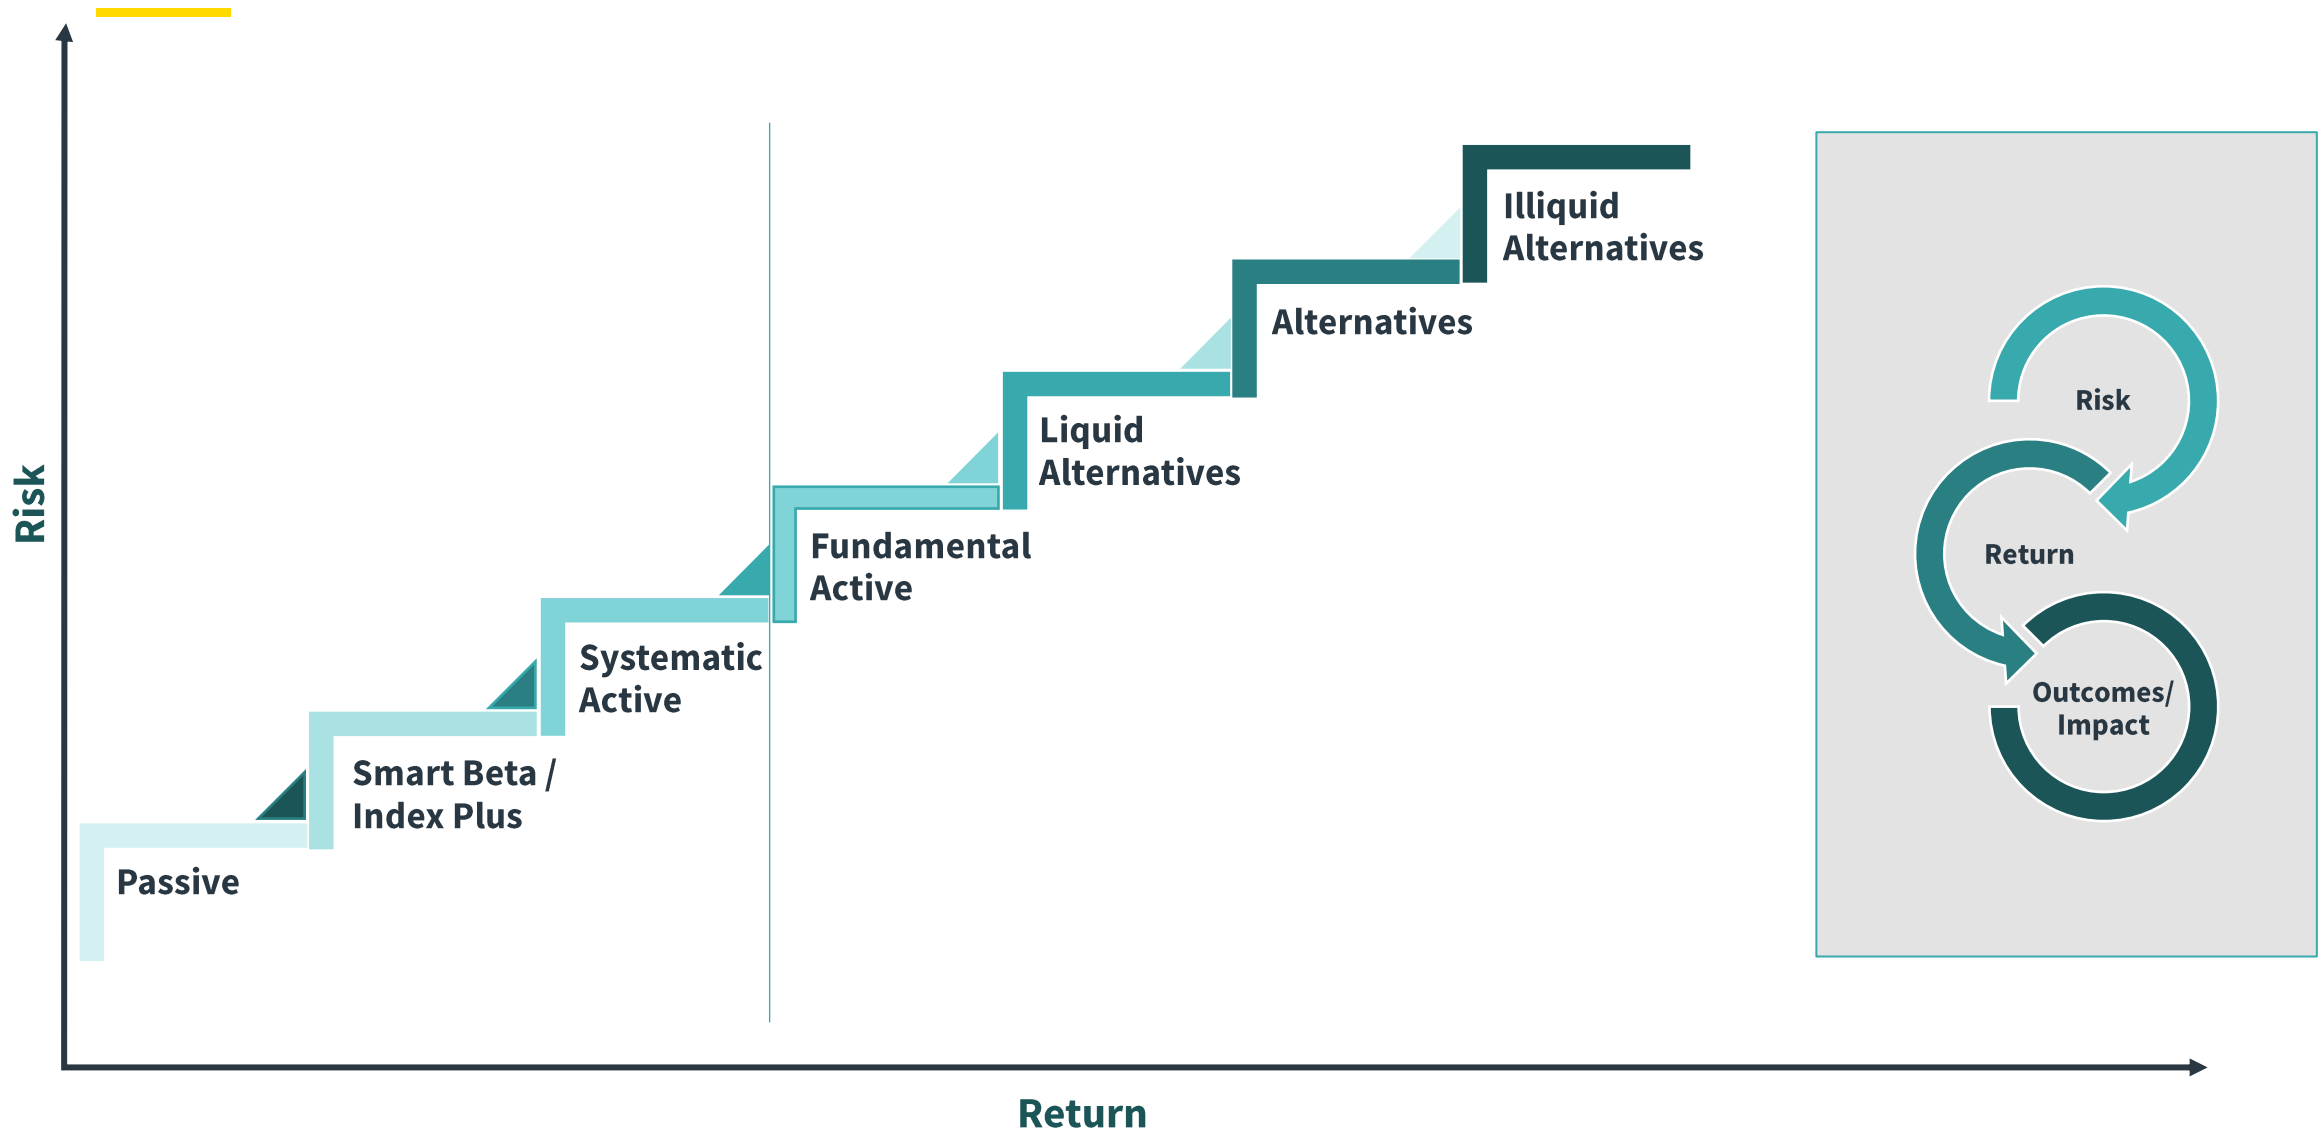 Risk
Passive
Smart Beta /
Index Plus
Systematic
Active
Fundamental
Active
Liquid
Alternatives
Alternatives
Illiquid
Alternatives
Return
Risk
Return
Outcomes/
Impact